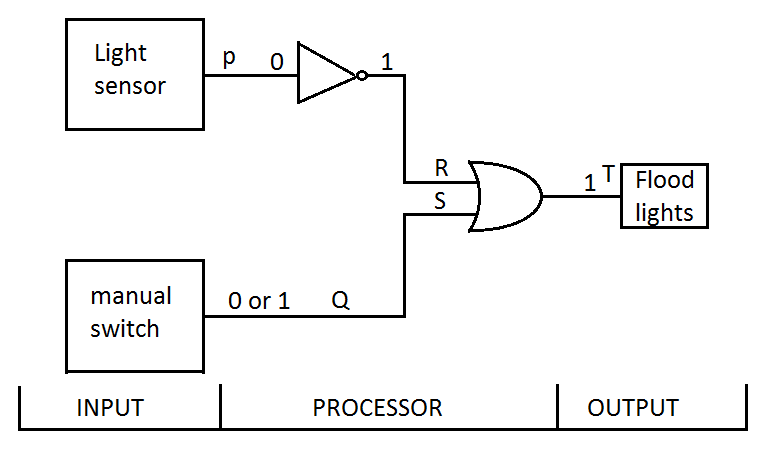 Light
sensor
p 0 1
R
S
1 T
Flood
lights
manual
switch
0 or 1 Q
INPUT PROCESSOR OUTPUT